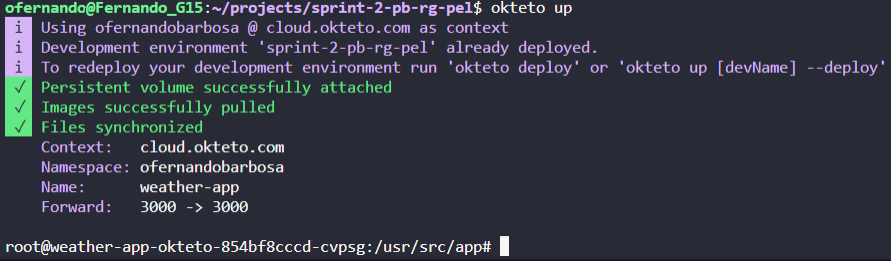 ofernando@Fernando_G15:~/projects/sprint-2-pb-rg-pel$ okteto up
i Using ofernandobarbosa @ cloud.okteto.com as context
i Development environment 'sprint-2-pb-rg-pel' already deployed.
i To redeploy your development environment run 'okteto deploy' or 'okteto up [devName] --deploy'
✓ Persistent volume successfully attached
✓ Images successfully pulled
✓ Files synchronized
Context: cloud.okteto.com
Namespace: ofernandobarbosa
Name: weather-app
Forward: 3000 -> 3000
root@weather-app-okteto-854bf8cccd-cvpsg:/usr/src/app#